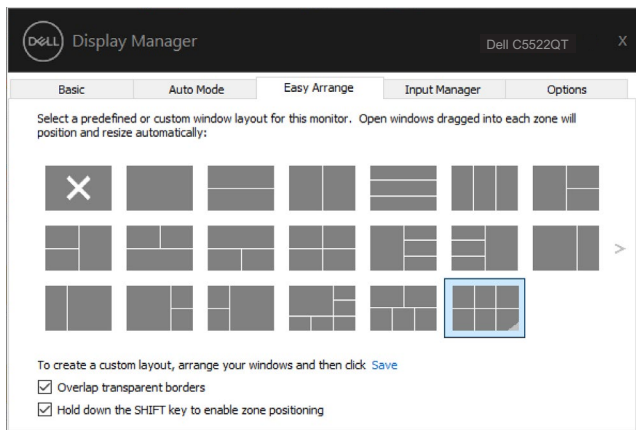 DELL Display Manager
Dell C5522QT X
Basic Auto Mode Easy Arrange Input Manager Options
Select a predefined or custom window layout for this monitor. Open windows dragged into each zone will
position and resize automatically:
To create a custom layout, arrange your windows and then click Save
Overlap transparent borders
Hold down the SHIFT key to enable zone positioning